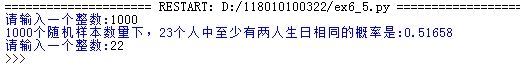 =================== RESTART: D:/118010100322/ex6_5.py ===================
请输入一个整数:1000
1000个随机样本数量下，23个人中至少有两人生日相同的概率是:0.51658
请输入一个整数:22
>>>